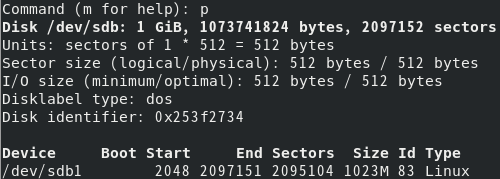 Command (m for help): p
Disk /dev/sdb: 1 GiB, 1073741824 bytes, 2097152 sectors
Units: sectors of 1 * 512 = 512 bytes
Sector size (logical/physical): 512 bytes / 512 bytes
I/O size (minimum/optimal): 512 bytes / 512 bytes
Disklabel type: dos
Disk identifier: 0x253f2734
Device Boot Start End Sectors Size Id Type
/dev/sdb1 2048 2097151 2095104 1023M 83 Linux